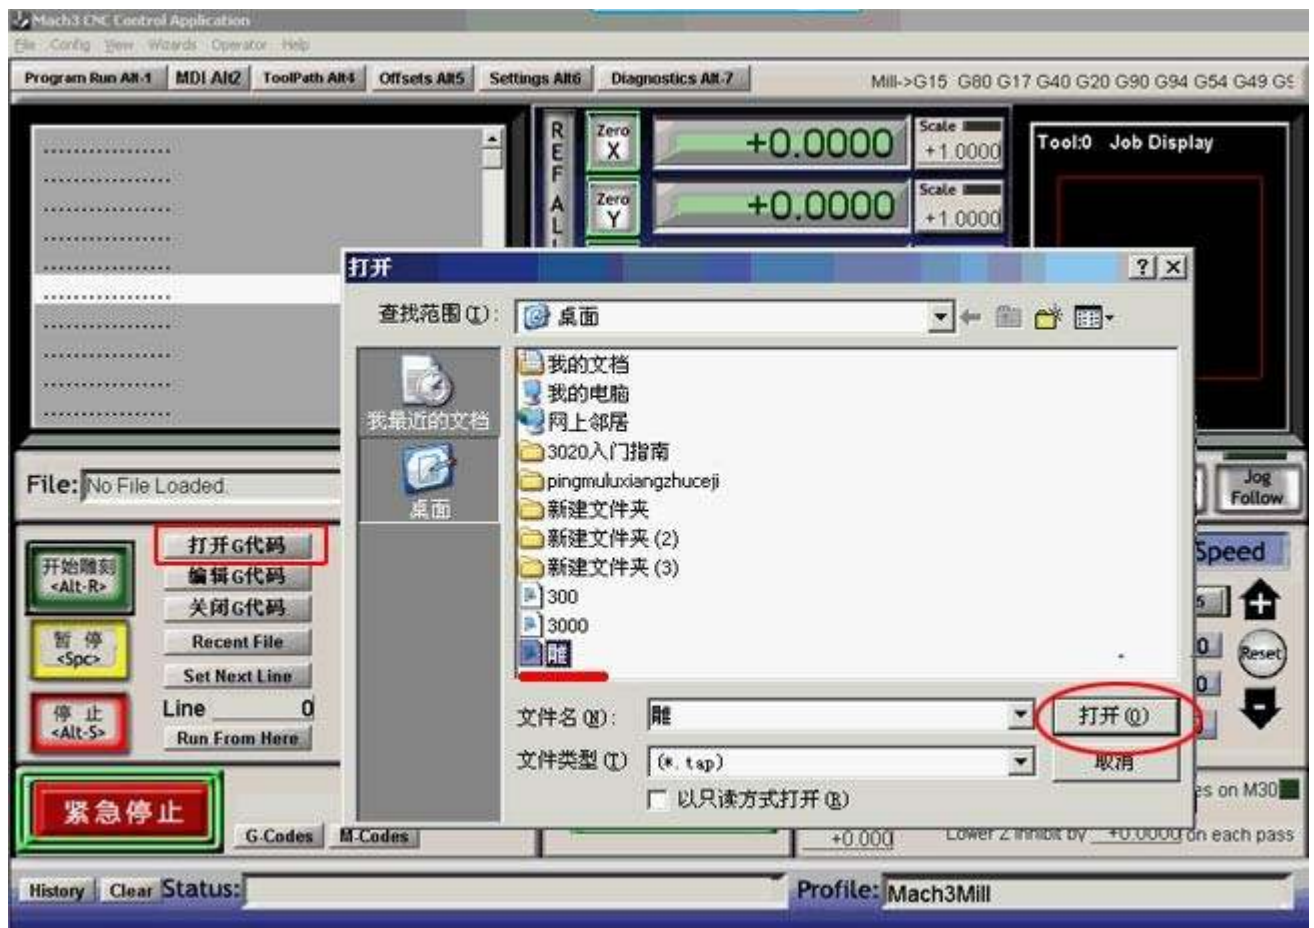 Mach3 CNC Control Application
File Config View Wizards Operator Help
Program Run Alt-1 MDI Alt2 ToolPath Alt4 Offsets Alt5 Settings Alt6 Diagnostics Alt-7 Mill->G15 G80 G17 G40 G20 G90 G94 G54 G49 G9
REF ALL
Zero X +0.0000 Scale +1.0000
Zero Y +0.0000 Scale +1.0000
Tool:0 Job Display
打开
查找范围(I): 桌面
我最近的文档
桌面
我的文档
我的电脑
网上邻居
3020入门指南
pingmuluxiangzhuceji
新建文件夹
新建文件夹 (2)
新建文件夹 (3)
300
3000
雕
文件名(N): 雕 打开(O)
文件类型(T) (*.tap) 取消
以只读方式打开(R)
File: No File Loaded.
Jog Follow
开始雕刻 <Alt-R>
打开G代码
编辑G代码
关闭G代码
暂 停 <Spc>
Recent File
Set Next Line
停 止 <Alt-S>
Line 0
Run From Here
Speed
Reset
紧急停止
G-Codes M-Codes
es on M30
+0.000 Lower Z Inhibit by +0.0000 on each pass
History Clear Status: Profile: Mach3Mill